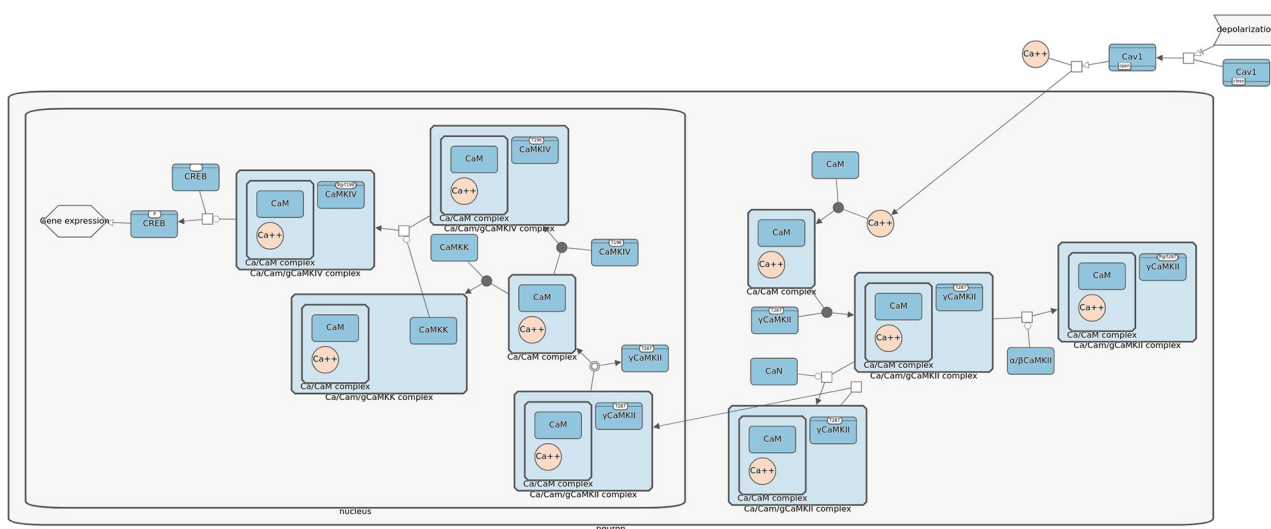 depolarizatio
Ca++
Cav1
open
Cav1
close
CaM
Ca++
CaM
Ca++
Ca/CaM complex
T287
γCaMKII
CaM
Ca++
T287
γCaMKII
Ca/CaM complex
Ca/Cam/gCaMKII complex
CaM
Ca++
P@T287
γCaMKII
Ca/CaM complex
Ca/Cam/gCaMKII complex
α/βCaMKII
CaN
CaM
Ca++
T287
γCaMKII
Ca/CaM complex
Ca/Cam/gCaMKII complex
CaM
Ca++
T287
γCaMKII
Ca/CaM complex
Ca/Cam/gCaMKII complex
T287
γCaMKII
CaM
Ca++
Ca/CaM complex
CaMKK
CaM
Ca++
CaMKK
Ca/CaM complex
Ca/Cam/gCaMKK complex
T196
CaMKIV
CaM
Ca++
T196
CaMKIV
Ca/CaM complex
Ca/Cam/gCaMKIV complex
CaM
Ca++
P@T196
CaMKIV
Ca/CaM complex
Ca/Cam/gCaMKIV complex
CREB
P
CREB
Gene expression
nucleus
neuron